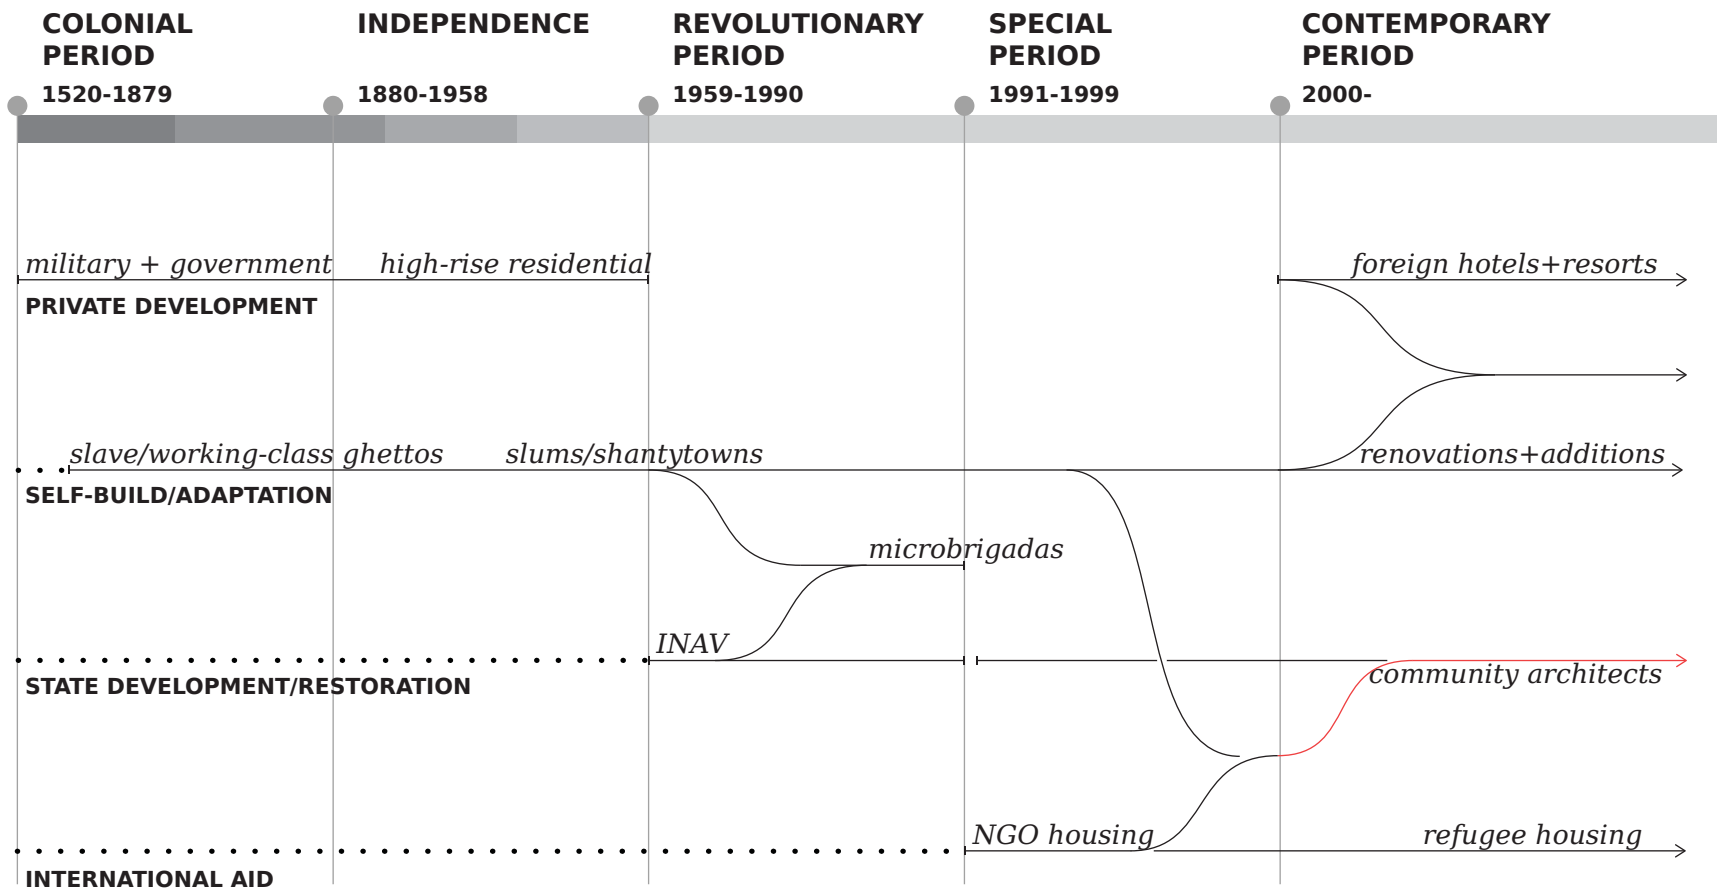 COLONIAL
PERIOD
1520-1879
INDEPENDENCE
1880-1958
REVOLUTIONARY
PERIOD
1959-1990
SPECIAL
PERIOD
1991-1999
CONTEMPORARY
PERIOD
2000-
military + government
high-rise residential
foreign hotels+resorts
PRIVATE DEVELOPMENT
slave/working-class ghettos
slums/shantytowns
renovations+additions
SELF-BUILD/ADAPTATION
microbrigadas
INAV
STATE DEVELOPMENT/RESTORATION
community architects
NGO housing
refugee housing
INTERNATIONAL AID